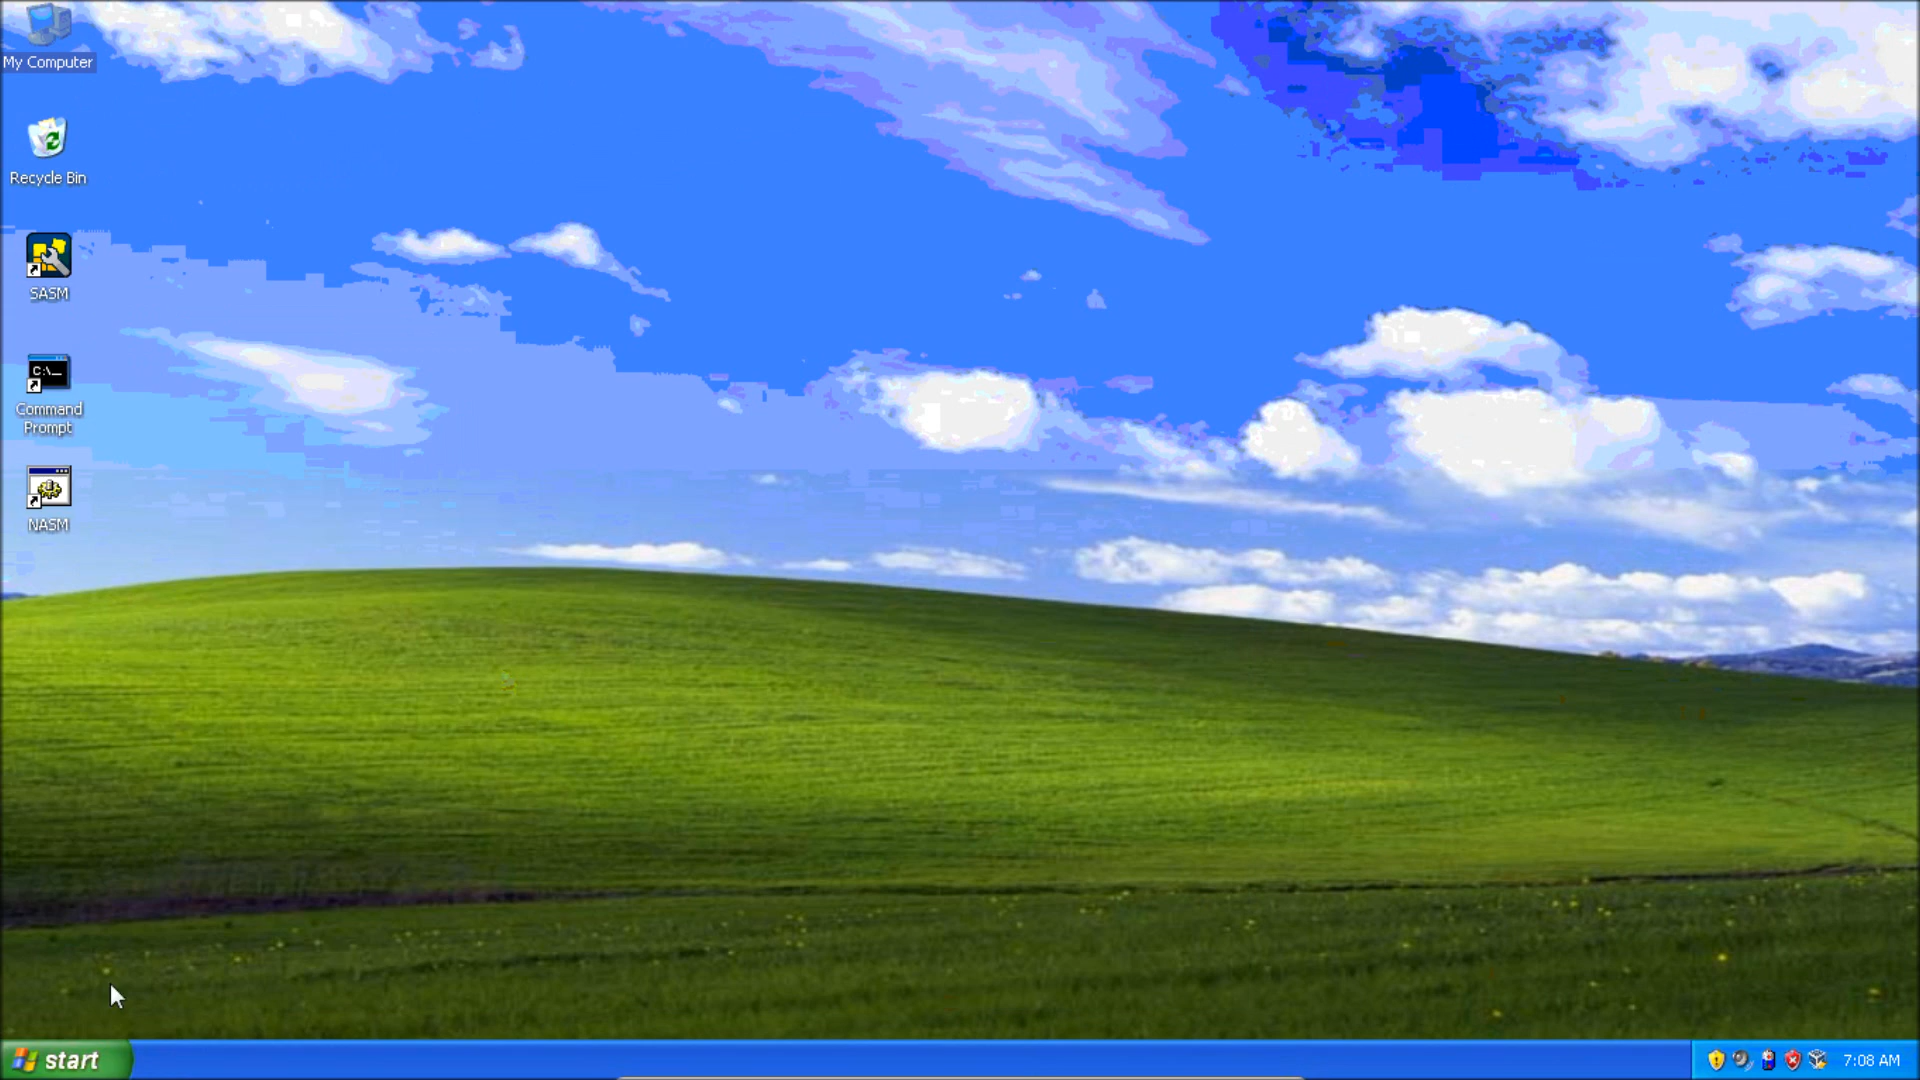 My Computer
Recycle Bin
SASM
C:\_
Command
Prompt
NASM
start
7:08 AM